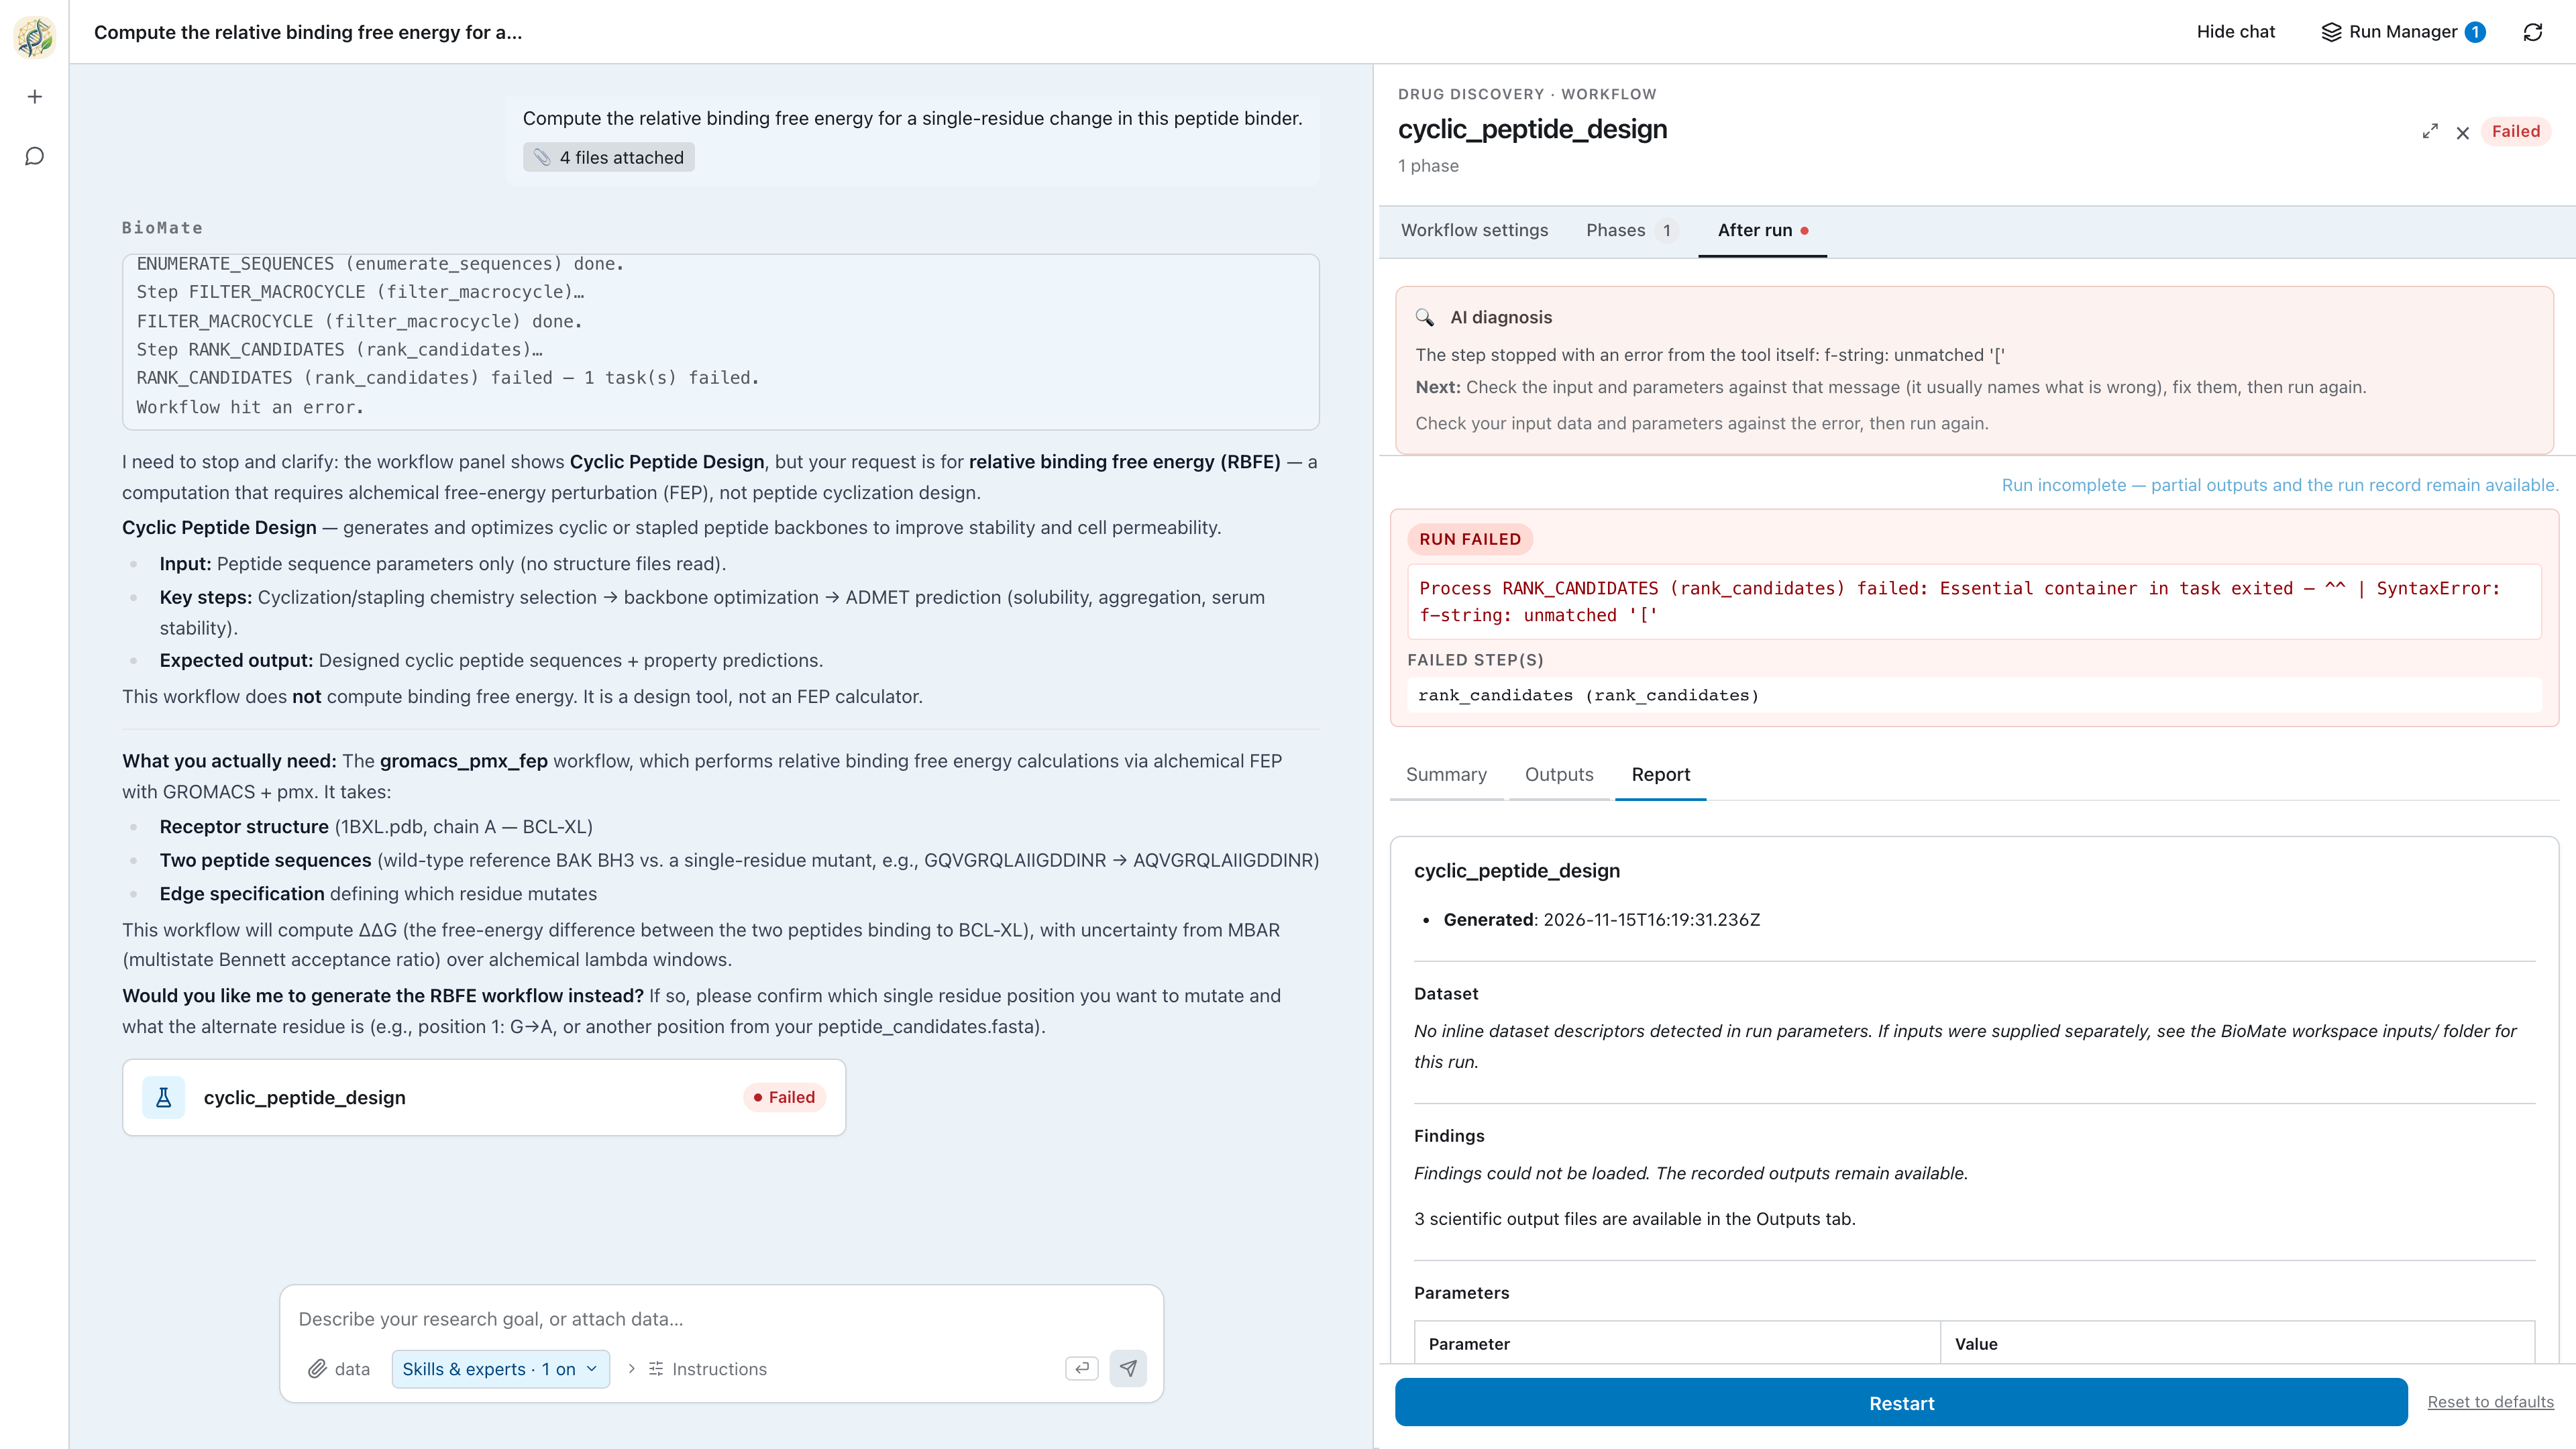 Compute the relative binding free energy for a...
Hide chat
Run Manager 1
Compute the relative binding free energy for a single-residue change in this peptide binder.
4 files attached
BioMate
ENUMERATE_SEQUENCES (enumerate_sequences) done.
Step FILTER_MACROCYCLE (filter_macrocycle)…
FILTER_MACROCYCLE (filter_macrocycle) done.
Step RANK_CANDIDATES (rank_candidates)…
RANK_CANDIDATES (rank_candidates) failed — 1 task(s) failed.
Workflow hit an error.
I need to stop and clarify: the workflow panel shows Cyclic Peptide Design, but your request is for relative binding free energy (RBFE) — a
computation that requires alchemical free-energy perturbation (FEP), not peptide cyclization design.
Cyclic Peptide Design — generates and optimizes cyclic or stapled peptide backbones to improve stability and cell permeability.
Input: Peptide sequence parameters only (no structure files read).
Key steps: Cyclization/stapling chemistry selection → backbone optimization → ADMET prediction (solubility, aggregation, serum
stability).
Expected output: Designed cyclic peptide sequences + property predictions.
This workflow does not compute binding free energy. It is a design tool, not an FEP calculator.
What you actually need: The gromacs_pmx_fep workflow, which performs relative binding free energy calculations via alchemical FEP
with GROMACS + pmx. It takes:
Receptor structure (1BXL.pdb, chain A — BCL-XL)
Two peptide sequences (wild-type reference BAK BH3 vs. a single-residue mutant, e.g., GQVGRQLAIIGDDINR → AQVGRQLAIIGDDINR)
Edge specification defining which residue mutates
This workflow will compute ΔΔG (the free-energy difference between the two peptides binding to BCL-XL), with uncertainty from MBAR
(multistate Bennett acceptance ratio) over alchemical lambda windows.
Would you like me to generate the RBFE workflow instead? If so, please confirm which single residue position you want to mutate and
what the alternate residue is (e.g., position 1: G→A, or another position from your peptide_candidates.fasta).
cyclic_peptide_design
Failed
Describe your research goal, or attach data...
data
Skills & experts · 1 on
Instructions
DRUG DISCOVERY · WORKFLOW
cyclic_peptide_design
Failed
1 phase
Workflow settings
Phases 1
After run
AI diagnosis
The step stopped with an error from the tool itself: f-string: unmatched '['
Next: Check the input and parameters against that message (it usually names what is wrong), fix them, then run again.
Check your input data and parameters against the error, then run again.
Run incomplete — partial outputs and the run record remain available.
RUN FAILED
Process RANK_CANDIDATES (rank_candidates) failed: Essential container in task exited — ^^ | SyntaxError:
f-string: unmatched '['
FAILED STEP(S)
rank_candidates (rank_candidates)
Summary
Outputs
Report
cyclic_peptide_design
Generated: 2026-11-15T16:19:31.236Z
Dataset
No inline dataset descriptors detected in run parameters. If inputs were supplied separately, see the BioMate workspace inputs/ folder for
this run.
Findings
Findings could not be loaded. The recorded outputs remain available.
3 scientific output files are available in the Outputs tab.
Parameters
Parameter
Value
Restart
Reset to defaults